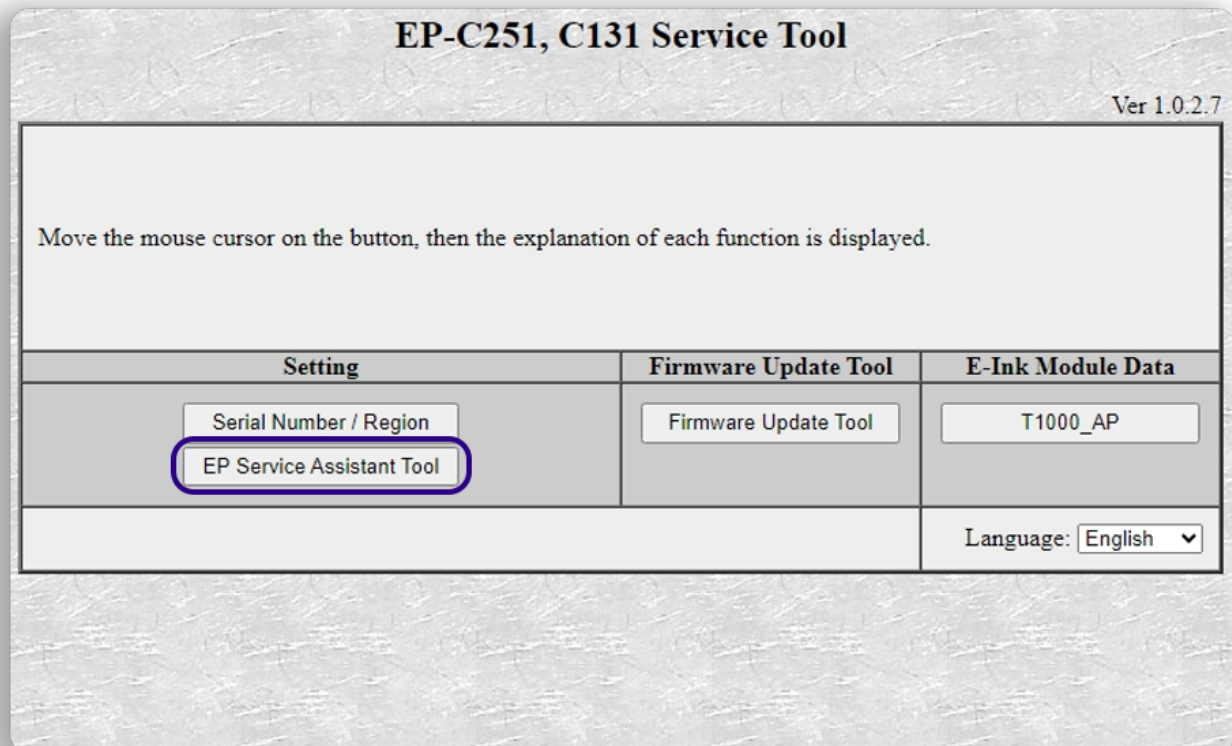 EP-C251, C131 Service Tool
Ver 1.0.2.7
Move the mouse cursor on the button, then the explanation of each function is displayed.
Setting
Firmware Update Tool
E-Ink Module Data
Serial Number / Region
Firmware Update Tool
T1000_AP
EP Service Assistant Tool
Language: English